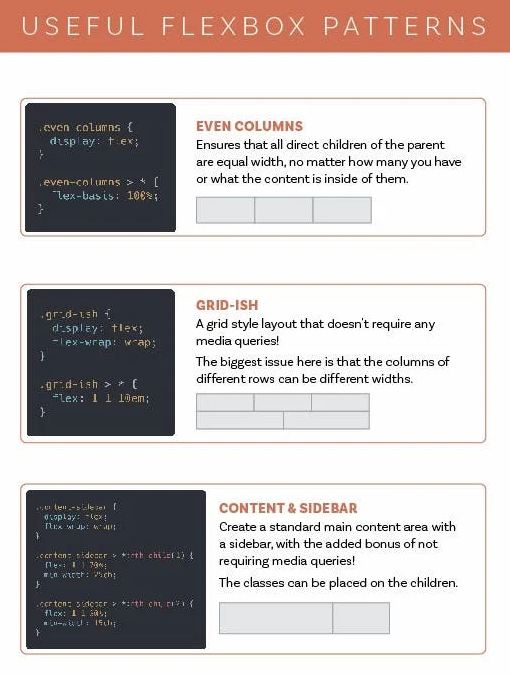 USEFUL FLEXBOX PATTERNS
.even-columns {
display: flex;
}
.even-columns > * {
flex-basis: 100%;
}
EVEN COLUMNS
Ensures that all direct children of the parent
are equal width, no matter how many you have
or what the content is inside of them.
.grid-ish {
display: flex;
flex-wrap: wrap;
}
.grid-ish > * {
flex: 1 1 10em;
}
GRID-ISH
A grid style layout that doesn't require any
media queries!
The biggest issue here is that the columns of
different rows can be different widths.
.content-sidebar {
display: flex;
flex-wrap: wrap;
}
.content-sidebar > *:nth-child(1) {
flex: 1 1 70%;
min-width: 25ch;
}
.content-sidebar > *:nth-child(2) {
flex: 1 1 30%;
min-width: 15ch;
}
CONTENT & SIDEBAR
Create a standard main content area with
a sidebar, with the added bonus of not
requiring media queries!
The classes can be placed on the children.